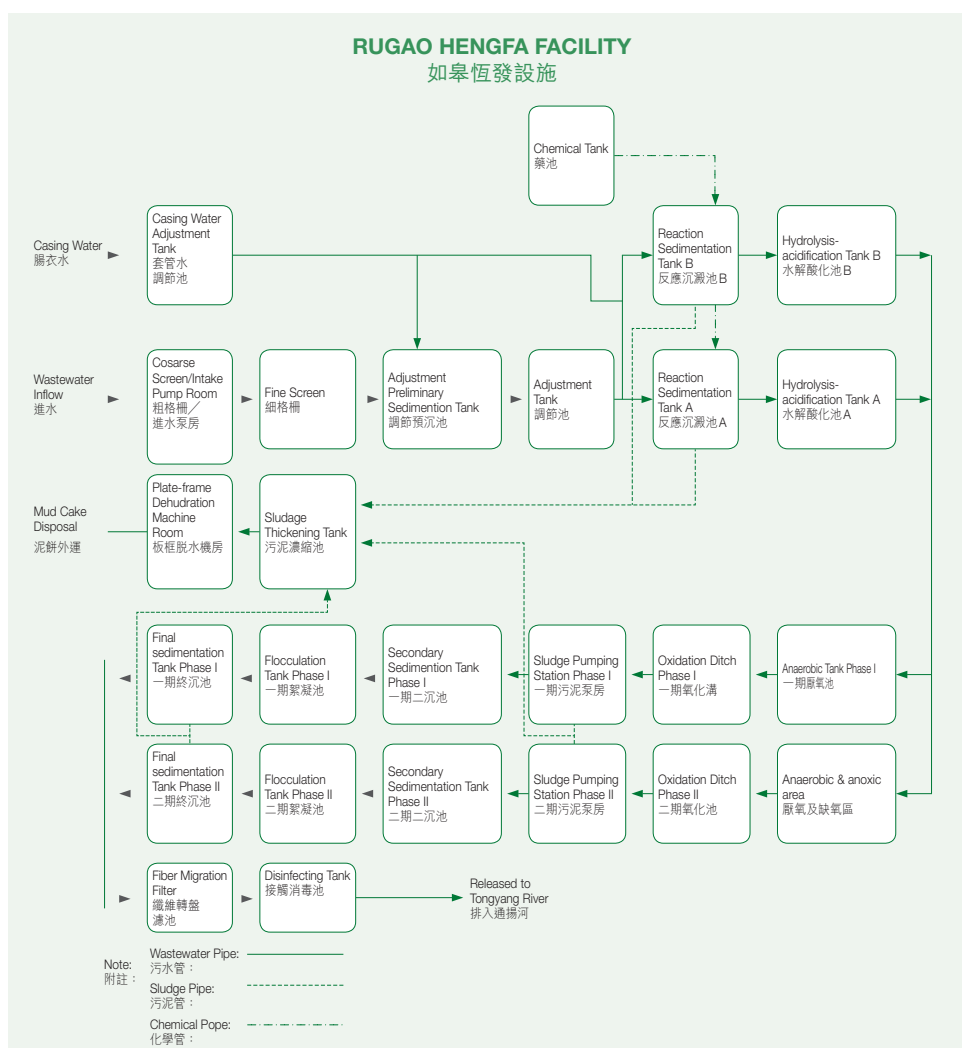 RUGAO HENGFA FACILITY
如皋恆發設施
Chemical Tank
藥池
Casing Water
腸衣水
Casing Water
Adjustment
Tank
套管水
調節池
Reaction
Sedimentation
Tank B
反應沉澱池B
Hydrolysis-
acidification Tank B
水解酸化池B
Wastewater
Inflow
進水
Cosarse
Screen/Intake
Pump Room
粗格柵／
進水泵房
Fine Screen
細格柵
Adjustment
Preliminary
Sedimention Tank
調節預沉池
Adjustment
Tank
調節池
Reaction
Sedimentation
Tank A
反應沉澱池A
Hydrolysis-
acidification Tank A
水解酸化池A
Mud Cake
Disposal
泥餅外運
Plate-frame
Dehudration
Machine
Room
板框脱水機房
Sludage
Thickening Tank
污泥濃縮池
Final
sedimentation
Tank Phase I
一期終沉池
Flocculation
Tank Phase I
一期絮凝池
Secondary
Sedimention Tank
Phase I
一期二沉池
Sludge Pumping
Station Phase I
一期污泥泵房
Oxidation Ditch
Phase I
一期氧化溝
Anaerobic Tank Phase I
一期厭氧池
Final
sedimentation
Tank Phase II
二期終沉池
Flocculation
Tank Phase II
二期絮凝池
Secondary
Sedimentation Tank
Phase II
二期二沉池
Sludge Pumping
Station Phase II
二期污泥泵房
Oxidation Ditch
Phase II
二期氧化池
Anaerobic & anoxic
area
厭氧及缺氧區
Fiber Migration
Filter
纖維轉盤
濾池
Disinfecting Tank
接觸消毒池
Released to
Tongyang River
排入通揚河
Note:
附註：
Wastewater Pipe:
污水管：
Sludge Pipe:
污泥管：
Chemical Pope:
化學管：